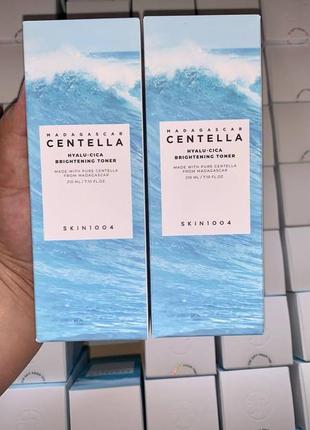 MADAGASCAR
CENTELLA
HYALU-CICA
BRIGHTENING TONER
MADE WITH PURE CENTELLA
FROM MADAGASCAR
210 ML / 7.10 FL.OZ.
SKIN1004
MADAGASCAR
CENTELLA
HYALU-CICA
BRIGHTENING TONER
MADE WITH PURE CENTELLA
FROM MADAGASCAR
210 ML / 7.10 FL.OZ.
SKIN1004